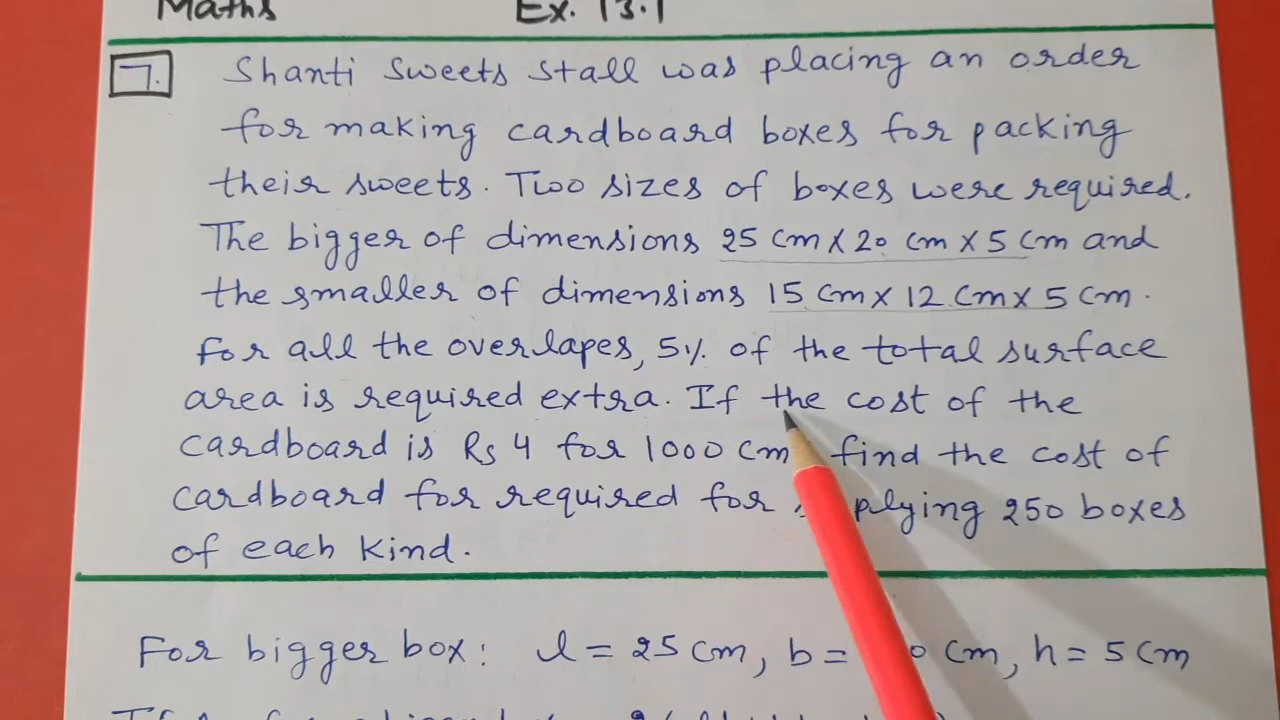 Maths Ex. 13.1
7. Shanti Sweets Stall was placing an order
for making cardboard boxes for packing
their sweets. Two sizes of boxes were required.
The bigger of dimensions 25 cm x 20 cm x 5 cm and
the smaller of dimensions 15 cm x 12 cm x 5 cm.
For all the overlapes, 5% of the total surface
area is required extra. If the cost of the
cardboard is Rs 4 for 1000 cm find the cost of
cardboard for required for plying 250 boxes
of each kind.
For bigger box: l = 25 cm, b = 0 cm, h = 5 cm